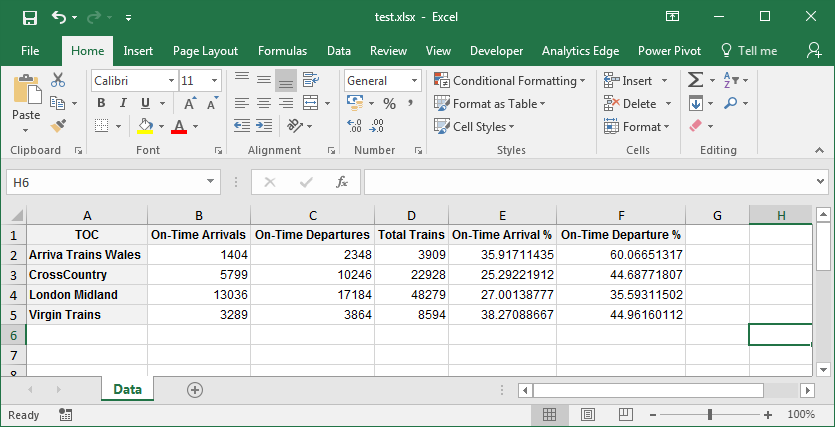 test.xlsx - Excel
File Home Insert Page Layout Formulas Data Review View Developer Analytics Edge Power Pivot Tell me
Calibri 11 General Conditional Formatting Insert
Paste B I U A A % , Format as Table Delete
A .00 .0 Cell Styles Format
Clipboard Font Alignment Number Styles Cells Editing
H6 fx
A B C D E F G H
1 TOC On-Time Arrivals On-Time Departures Total Trains On-Time Arrival % On-Time Departure %
2 Arriva Trains Wales 1404 2348 3909 35.91711435 60.06651317
3 CrossCountry 5799 10246 22928 25.29221912 44.68771807
4 London Midland 13036 17184 48279 27.00138777 35.59311502
5 Virgin Trains 3289 3864 8594 38.27088667 44.96160112
6
7
8
Data
Ready 100%